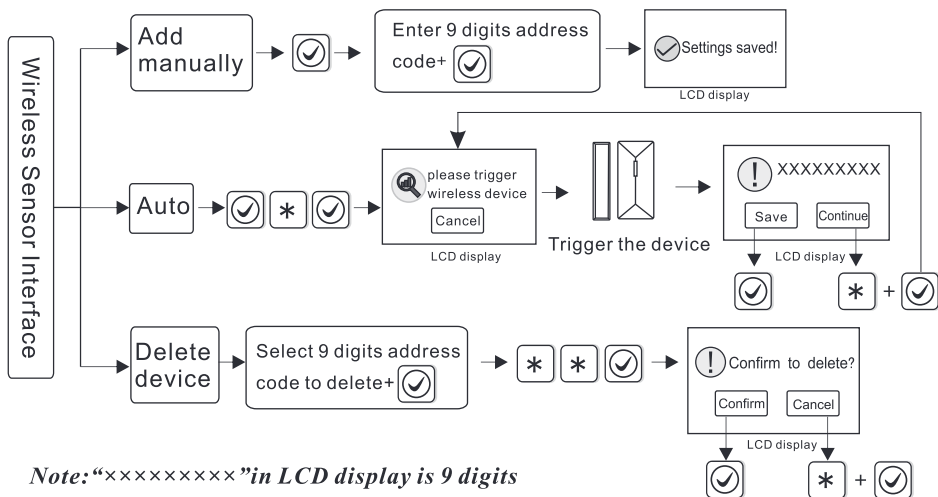 Wireless Sensor Interface
Add
manually
Enter 9 digits address
code+
Settings saved!
LCD display
Auto
*
please trigger
wireless device
Cancel
LCD display
Trigger the device
! XXXXXXXXX
Save Continue
LCD display
* +
Delete
device
Select 9 digits address
code to delete+
* *
! Confirm to delete?
Confirm Cancel
LCD display
* +
Note:“×××××××××”in LCD display is 9 digits